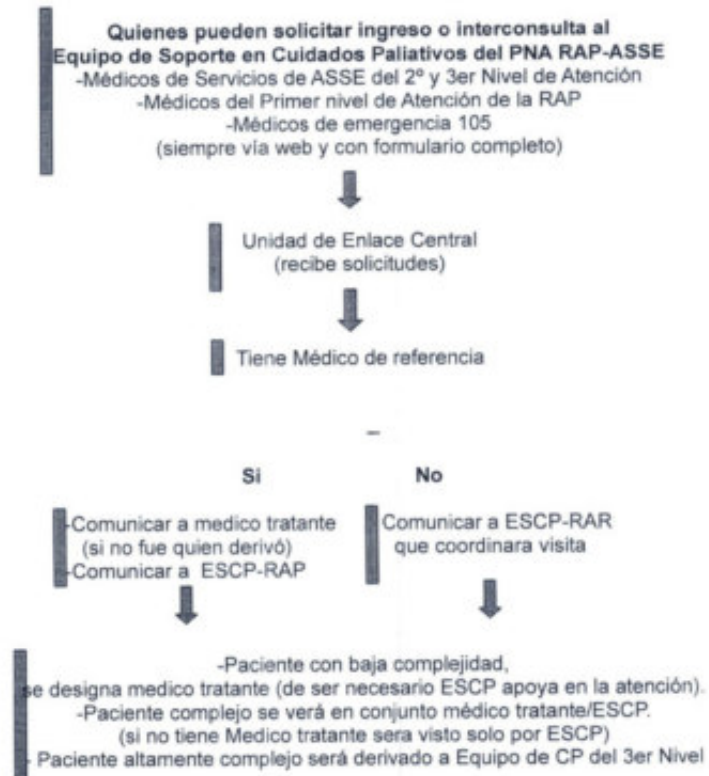 Quienes pueden solicitar ingreso o interconsulta al
Equipo de Soporte en Cuidados Paliativos del PNA RAP-ASSE
-Médicos de Servicios de ASSE del 2º y 3er Nivel de Atención
-Médicos del Primer nivel de Atención de la RAP
-Médicos de emergencia 105
(siempre vía web y con formulario completo)
Unidad de Enlace Central
(recibe solicitudes)
Tiene Médico de referencia
Si
No
-Comunicar a medico tratante
(si no fue quien derivó)
-Comunicar a ESCP-RAP
Comunicar a ESCP-RAR
que coordinara visita
-Paciente con baja complejidad,
se designa medico tratante (de ser necesario ESCP apoya en la atención).
-Paciente complejo se verá en conjunto médico tratante/ESCP.
(si no tiene Medico tratante sera visto solo por ESCP)
- Paciente altamente complejo será derivado a Equipo de CP del 3er Nivel